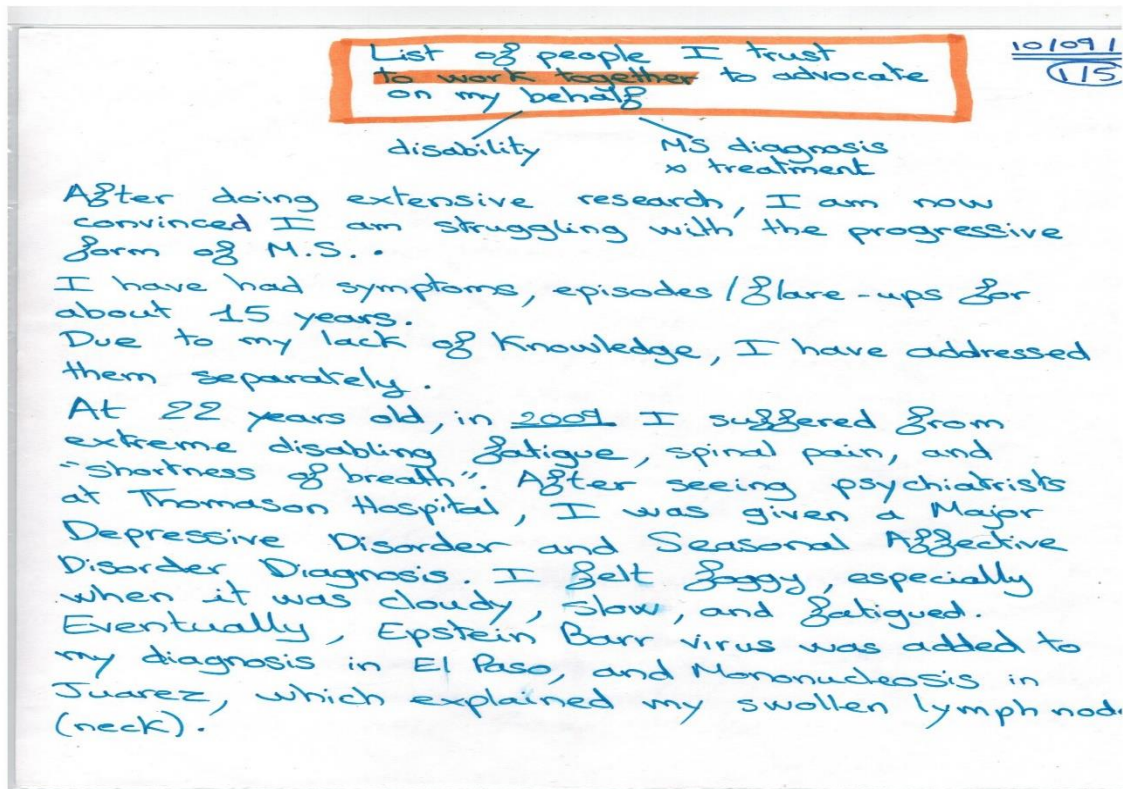 List of people I trust
to work together to advocate
on my behalf
10/09/
1/5
disability
MS diagnosis
& treatment
After doing extensive research, I am now
convinced I am struggling with the progressive
form of M.S..
I have had symptoms, episodes/flare-ups for
about 15 years.
Due to my lack of Knowledge, I have addressed
them separately.
At 22 years old, in 2009 I suffered from
extreme disabling fatigue, spinal pain, and
"shortness of breath". After seeing psychiatrists
at Thomason Hospital, I was given a Major
Depressive Disorder and Seasonal Affective
Disorder Diagnosis. I felt foggy, especially
when it was cloudy, slow, and fatigued.
Eventually, Epstein Barr virus was added to
my diagnosis in El Paso, and Mononucleosis in
Juarez, which explained my swollen lymph nod
(neck).